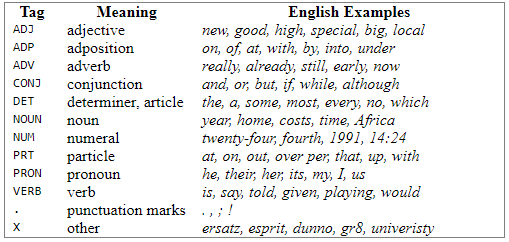 Tag Meaning English Examples
ADJ adjective new, good, high, special, big, local
ADP adposition on, of, at, with, by, into, under
ADV adverb really, already, still, early, now
CONJ conjunction and, or, but, if, while, although
DET determiner, article the, a, some, most, every, no, which
NOUN noun year, home, costs, time, Africa
NUM numeral twenty-four, fourth, 1991, 14:24
PRT particle at, on, out, over per, that, up, with
PRON pronoun he, their, her, its, my, I, us
VERB verb is, say, told, given, playing, would
. punctuation marks . , ; !
X other ersatz, esprit, dunno, gr8, univeristy